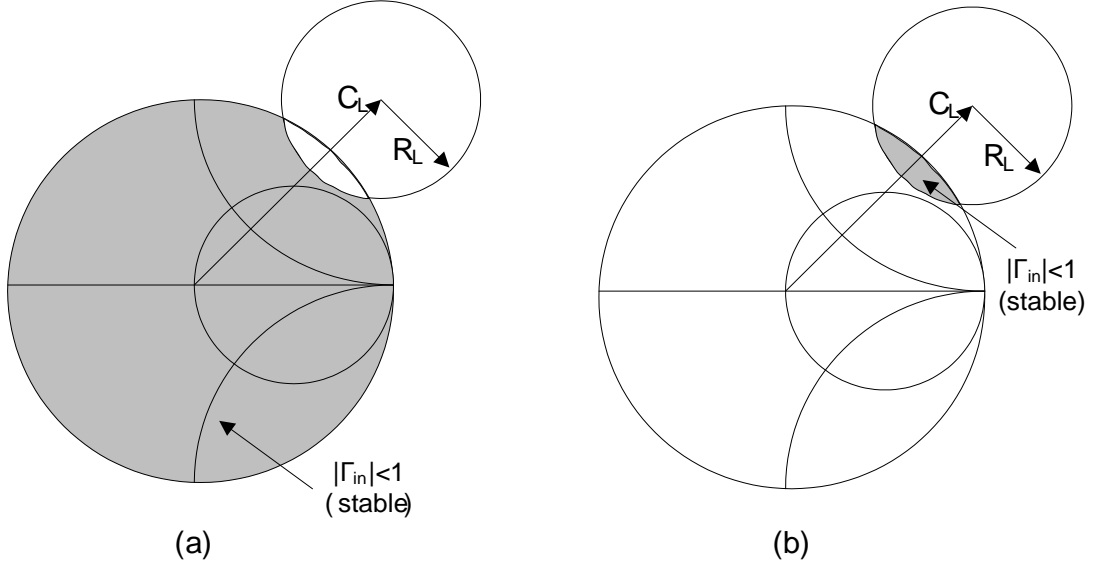 C_L
R_L
|Γ_in|<1
( stable)
(a)
C_L
R_L
|Γ_in|<1
(stable)
(b)